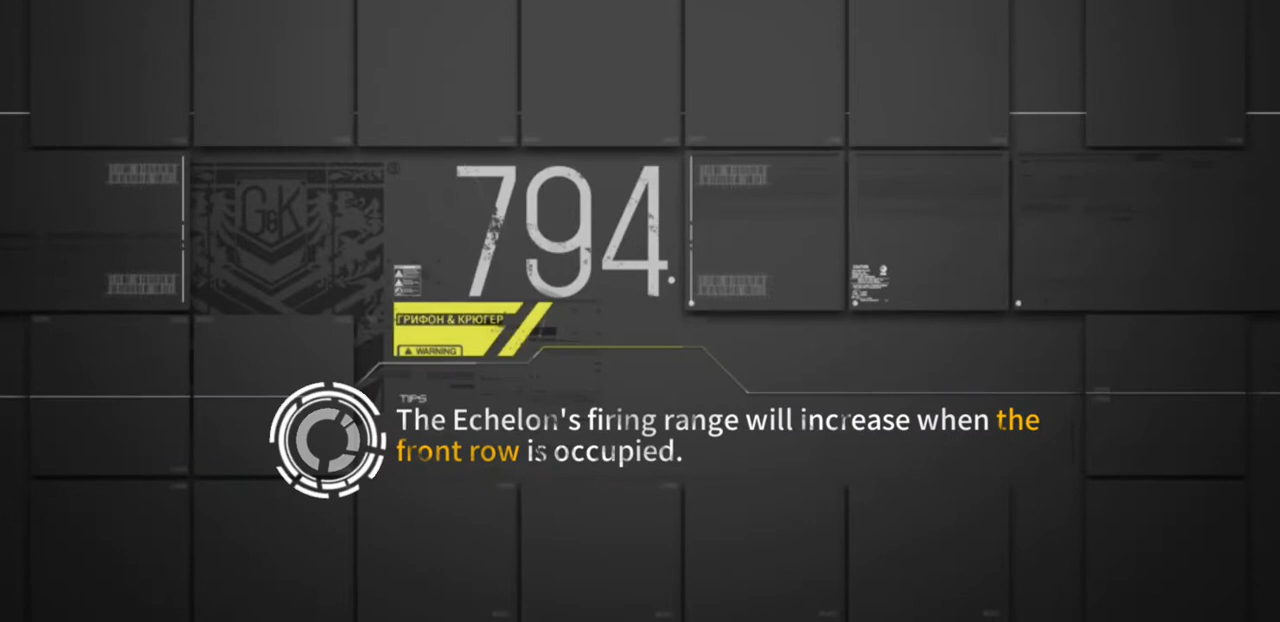 G&K
794.
ГРИФОН & КРЮГЕР
WARNING
TIPS
The Echelon's firing range will increase when the
front row is occupied.